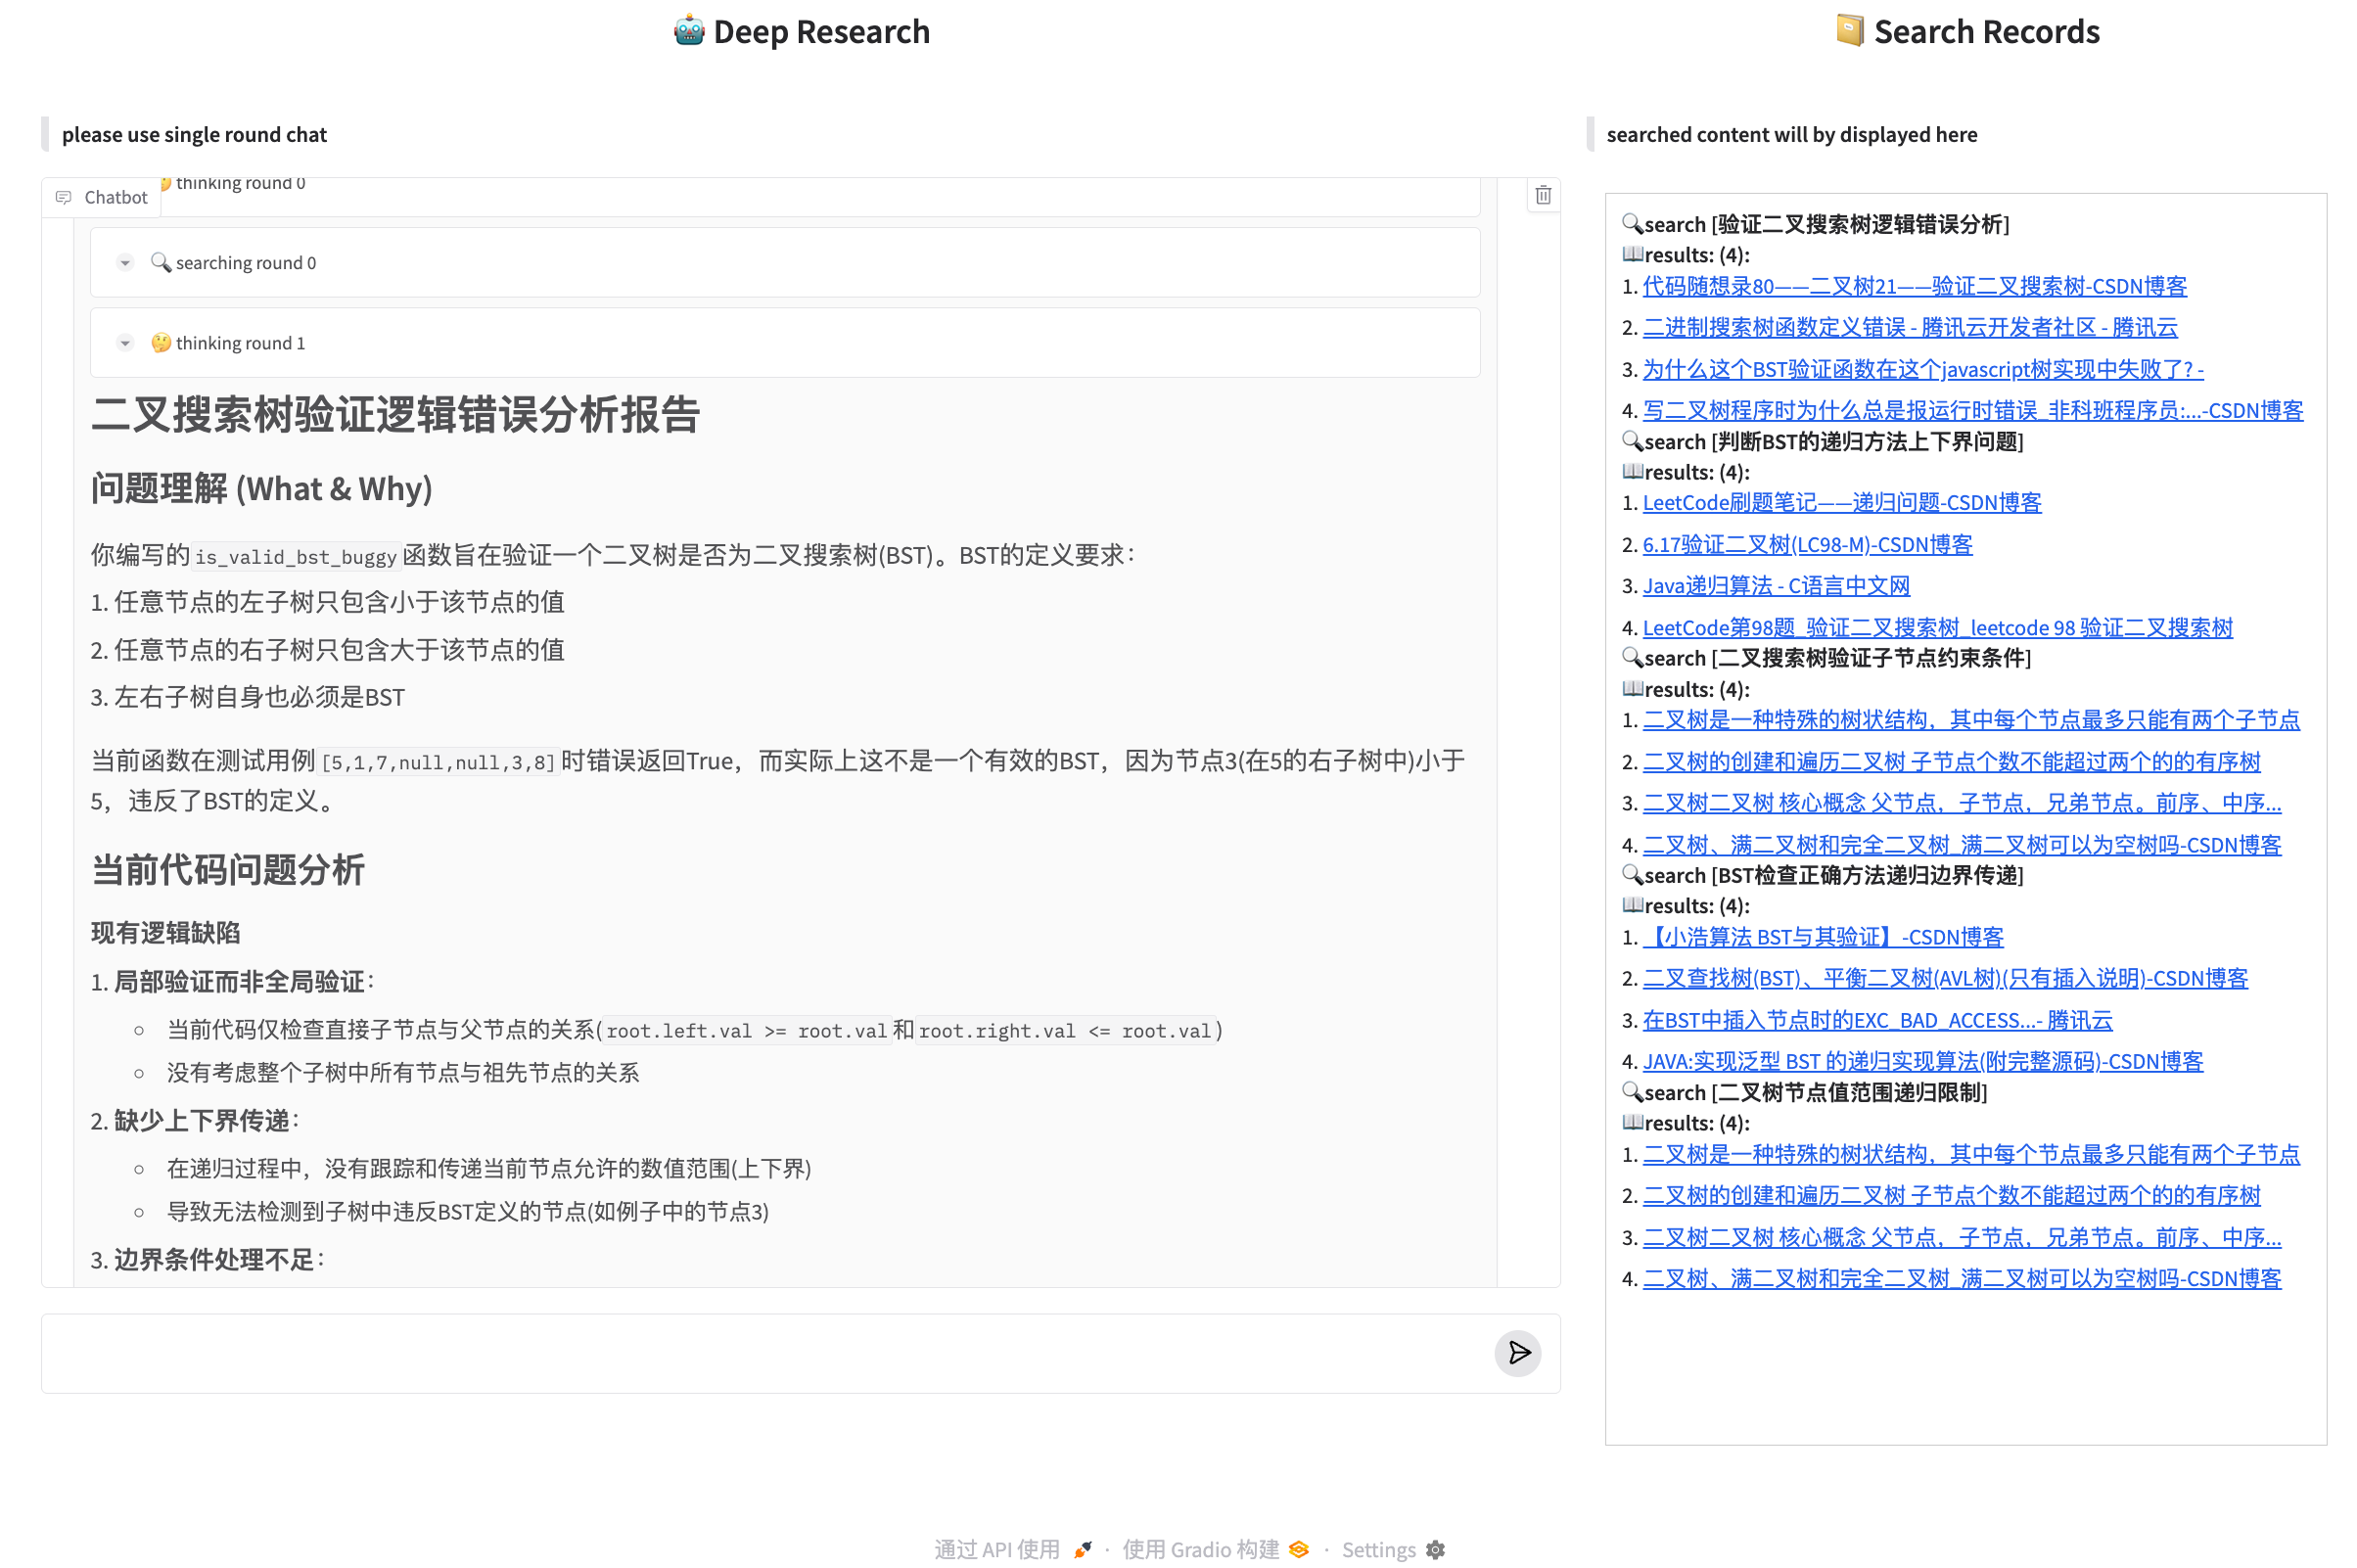 🤖 Deep Research
please use single round chat
Chatbot
🤔 thinking round 0
🔍 searching round 0
🤔 thinking round 1
二叉搜索树验证逻辑错误分析报告
问题理解 (What & Why)
你编写的is_valid_bst_buggy函数旨在验证一个二叉树是否为二叉搜索树(BST)。BST的定义要求：
1. 任意节点的左子树只包含小于该节点的值
2. 任意节点的右子树只包含大于该节点的值
3. 左右子树自身也必须是BST
当前函数在测试用例[5,1,7,null,null,3,8]时错误返回True，而实际上这不是一个有效的BST，因为节点3(在5的右子树中)小于
5，违反了BST的定义。
当前代码问题分析
现有逻辑缺陷
1. 局部验证而非全局验证：
○ 当前代码仅检查直接子节点与父节点的关系(root.left.val >= root.val和root.right.val <= root.val)
○ 没有考虑整个子树中所有节点与祖先节点的关系
2. 缺少上下界传递：
○ 在递归过程中，没有跟踪和传递当前节点允许的数值范围(上下界)
○ 导致无法检测到子树中违反BST定义的节点(如例子中的节点3)
3. 边界条件处理不足：
📔 Search Records
searched content will by displayed here
🔍search [验证二叉搜索树逻辑错误分析]
📖results: (4):
1. 代码随想录80——二叉树21——验证二叉搜索树-CSDN博客
2. 二进制搜索树函数定义错误 - 腾讯云开发者社区 - 腾讯云
3. 为什么这个BST验证函数在这个javascript树实现中失败了? -
4. 写二叉树程序时为什么总是报运行时错误_非科班程序员:...-CSDN博客
🔍search [判断BST的递归方法上下界问题]
📖results: (4):
1. LeetCode刷题笔记——递归问题-CSDN博客
2. 6.17验证二叉树(LC98-M)-CSDN博客
3. Java递归算法 - C语言中文网
4. LeetCode第98题_验证二叉搜索树_leetcode 98 验证二叉搜索树
🔍search [二叉搜索树验证子节点约束条件]
📖results: (4):
1. 二叉树是一种特殊的树状结构，其中每个节点最多只能有两个子节点
2. 二叉树的创建和遍历二叉树 子节点个数不能超过两个的的有序树
3. 二叉树二叉树 核心概念 父节点，子节点，兄弟节点。前序、中序...
4. 二叉树、满二叉树和完全二叉树_满二叉树可以为空树吗-CSDN博客
🔍search [BST检查正确方法递归边界传递]
📖results: (4):
1. 【小浩算法 BST与其验证】-CSDN博客
2. 二叉查找树(BST)、平衡二叉树(AVL树)(只有插入说明)-CSDN博客
3. 在BST中插入节点时的EXC_BAD_ACCESS...- 腾讯云
4. JAVA:实现泛型 BST 的递归实现算法(附完整源码)-CSDN博客
🔍search [二叉树节点值范围递归限制]
📖results: (4):
1. 二叉树是一种特殊的树状结构，其中每个节点最多只能有两个子节点
2. 二叉树的创建和遍历二叉树 子节点个数不能超过两个的的有序树
3. 二叉树二叉树 核心概念 父节点，子节点，兄弟节点。前序、中序...
4. 二叉树、满二叉树和完全二叉树_满二叉树可以为空树吗-CSDN博客
通过 API 使用 · 使用 Gradio 构建 · Settings